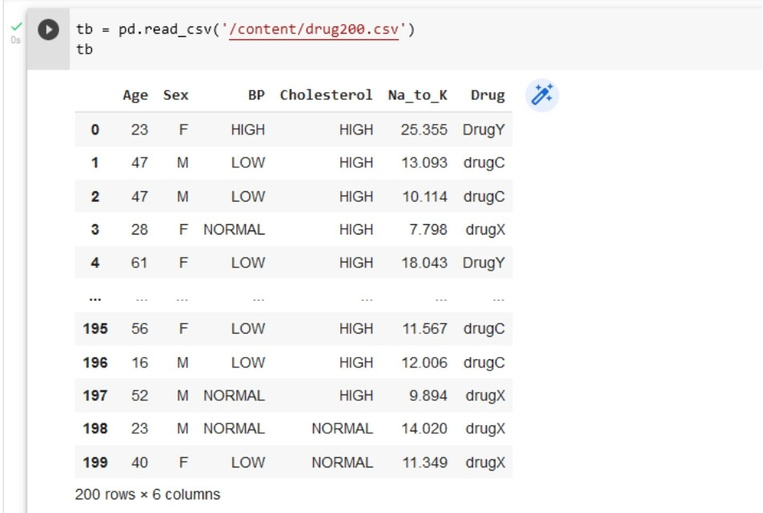 tb = pd.read_csv('/content/drug200.csv')
0s
tb
Age Sex BP Cholesterol Na_to_K Drug
0 23 F HIGH HIGH 25.355 DrugY
1 47 M LOW HIGH 13.093 drugC
2 47 M LOW HIGH 10.114 drugC
3 28 F NORMAL HIGH 7.798 drugX
4 61 F LOW HIGH 18.043 DrugY
... ... ... ... ... ... ...
195 56 F LOW HIGH 11.567 drugC
196 16 M LOW HIGH 12.006 drugC
197 52 M NORMAL HIGH 9.894 drugX
198 23 M NORMAL NORMAL 14.020 drugX
199 40 F LOW NORMAL 11.349 drugX
200 rows × 6 columns